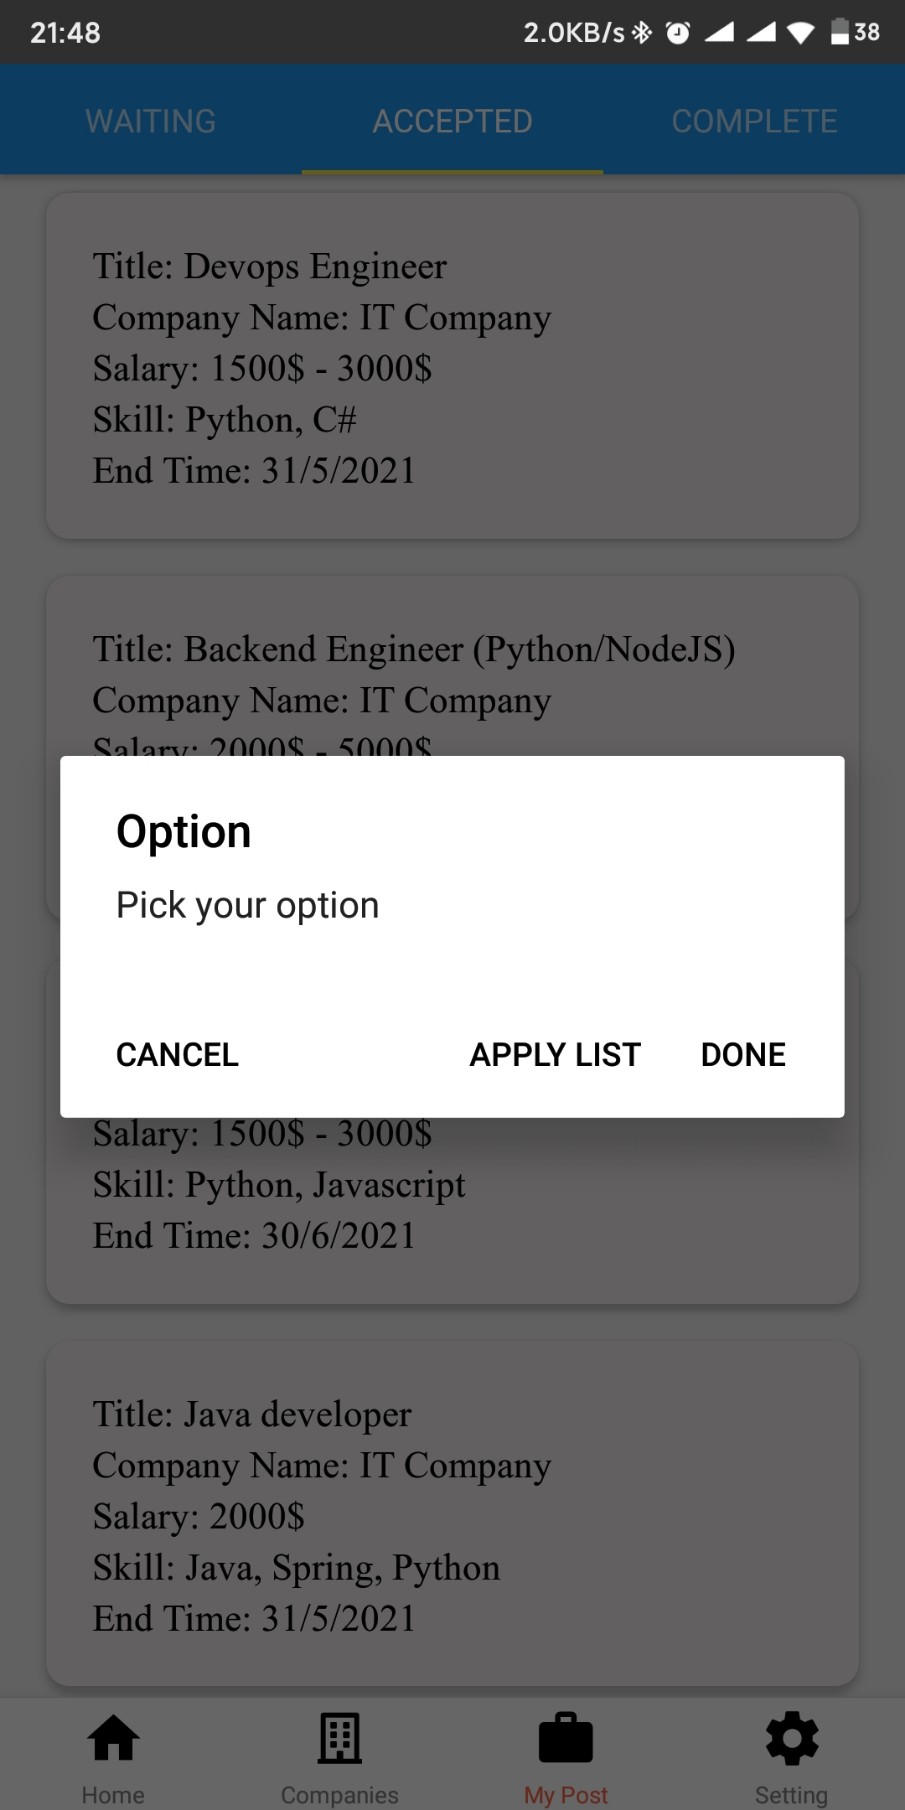 21:48
2.0KB/s
38
WAITING
ACCEPTED
COMPLETE
Title: Devops Engineer
Company Name: IT Company
Salary: 1500$ - 3000$
Skill: Python, C#
End Time: 31/5/2021
Title: Backend Engineer (Python/NodeJS)
Company Name: IT Company
Salary: 2000$ - 5000$
Option
Pick your option
CANCEL
APPLY LIST
DONE
Salary: 1500$ - 3000$
Skill: Python, Javascript
End Time: 30/6/2021
Title: Java developer
Company Name: IT Company
Salary: 2000$
Skill: Java, Spring, Python
End Time: 31/5/2021
Home
Companies
My Post
Setting